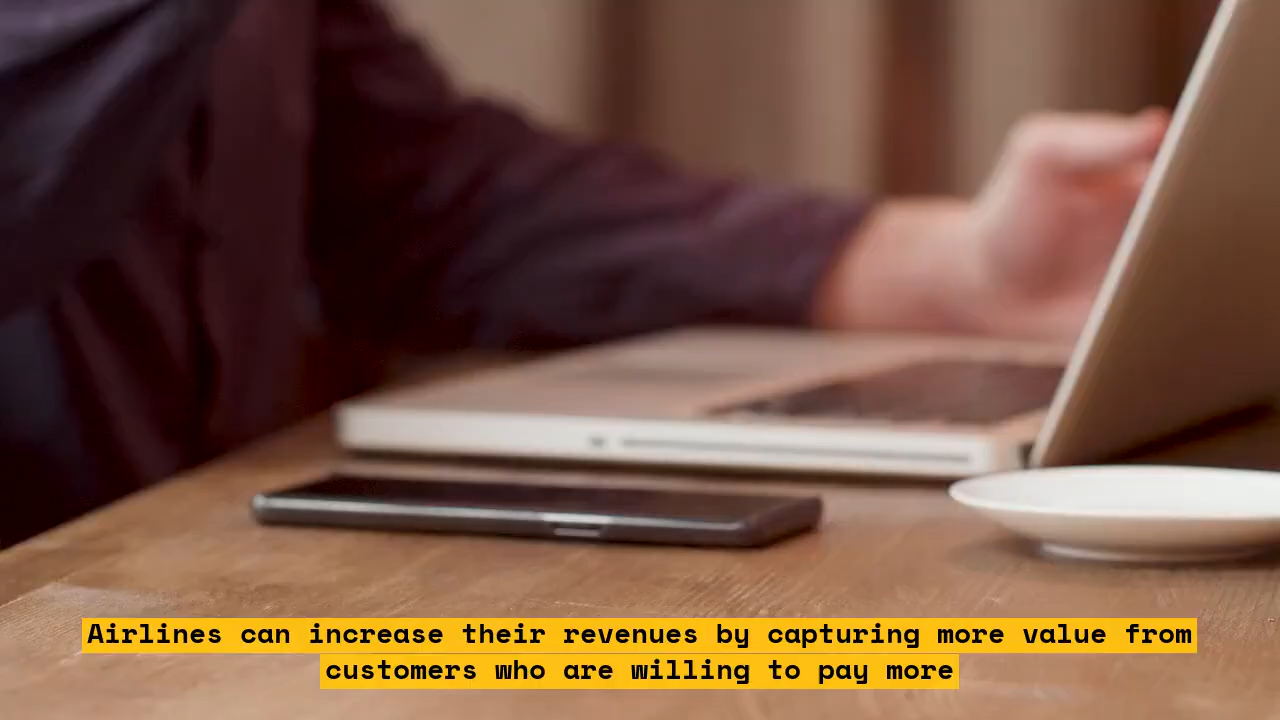 Airlines can increase their revenues by capturing more value from
customers who are willing to pay more